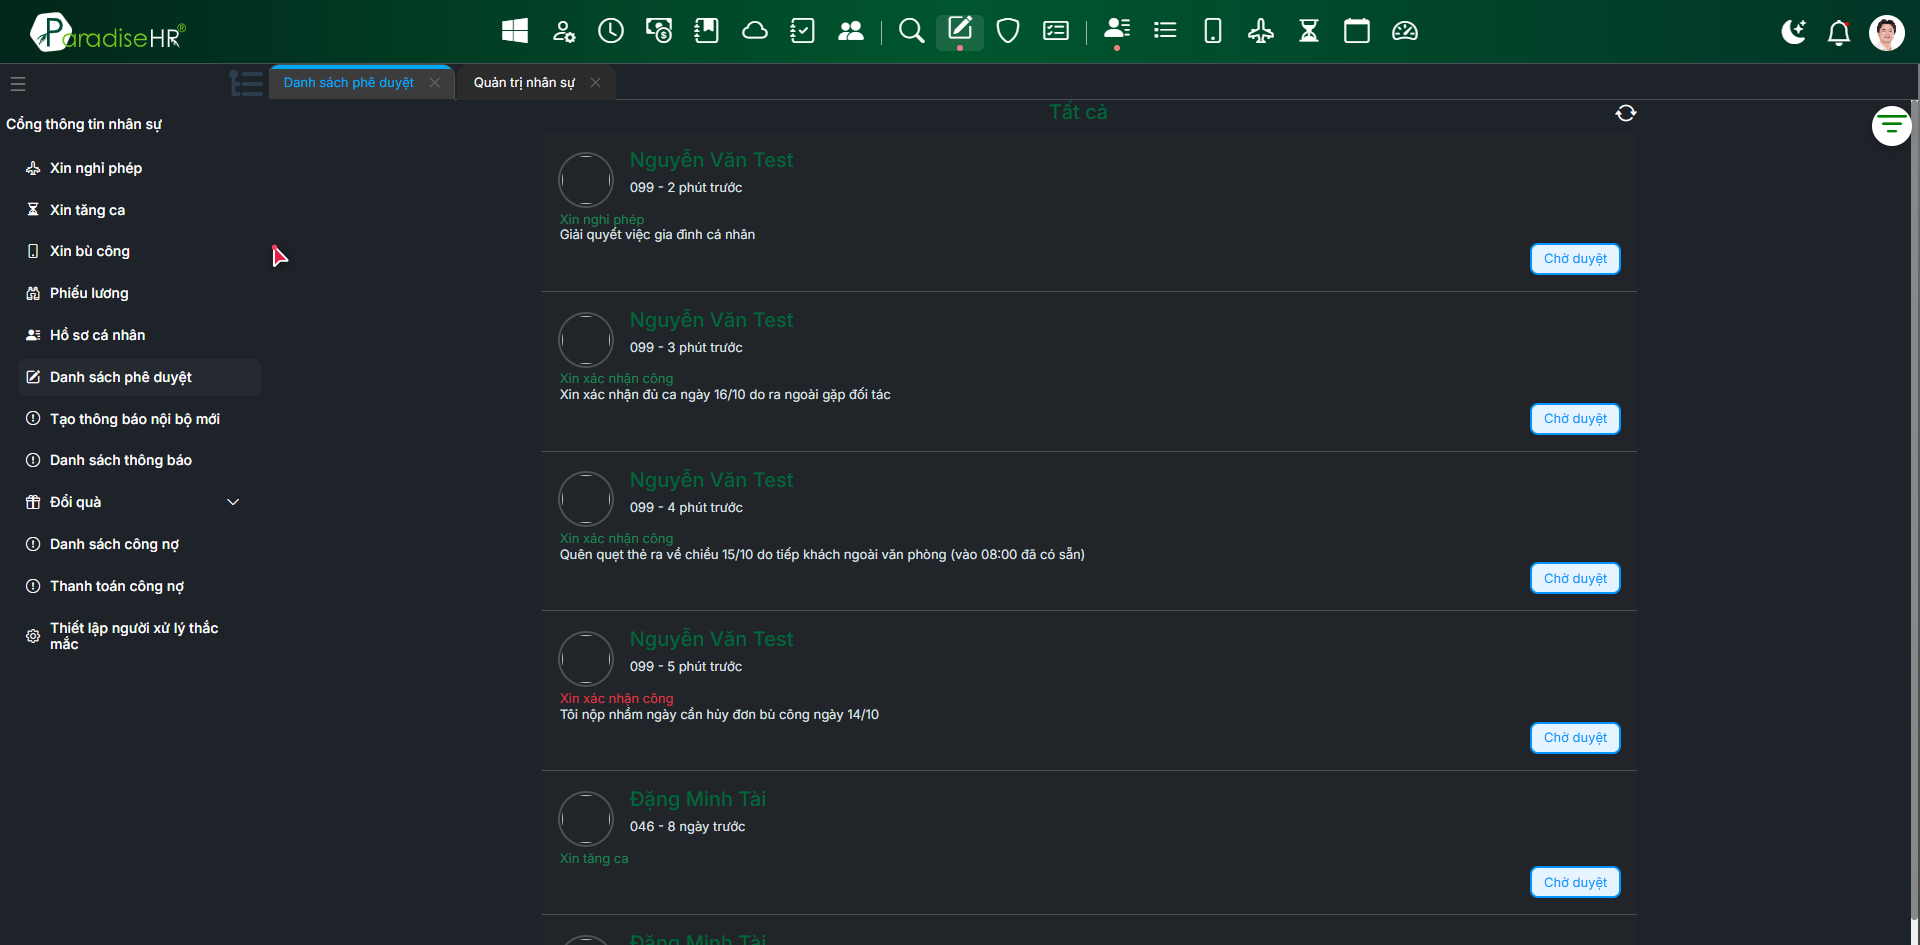 ParadiseHR®
Danh sách phê duyệt
Quản trị nhân sự
Cổng thông tin nhân sự
Xin nghỉ phép
Xin tăng ca
Xin bù công
Phiếu lương
Hồ sơ cá nhân
Danh sách phê duyệt
Tạo thông báo nội bộ mới
Danh sách thông báo
Đổi quà
Danh sách công nợ
Thanh toán công nợ
Thiết lập người xử lý thắc
mắc
Tất cả
Nguyễn Văn Test
099 - 2 phút trước
Xin nghỉ phép
Giải quyết việc gia đình cá nhân
Chờ duyệt
Nguyễn Văn Test
099 - 3 phút trước
Xin xác nhận công
Xin xác nhận đủ ca ngày 16/10 do ra ngoài gặp đối tác
Chờ duyệt
Nguyễn Văn Test
099 - 4 phút trước
Xin xác nhận công
Quên quẹt thẻ ra về chiều 15/10 do tiếp khách ngoài văn phòng (vào 08:00 đã có sẵn)
Chờ duyệt
Nguyễn Văn Test
099 - 5 phút trước
Xin xác nhận công
Tôi nộp nhầm ngày cần hủy đơn bù công ngày 14/10
Chờ duyệt
Đặng Minh Tài
046 - 8 ngày trước
Xin tăng ca
Chờ duyệt
Đặng Minh Tài